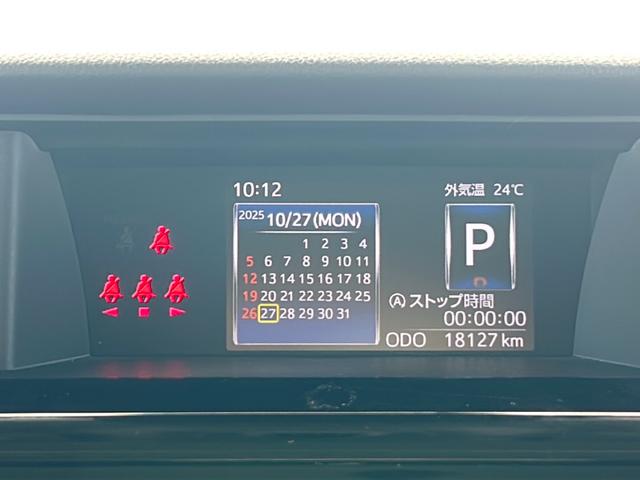 10:12
外気温 24℃
2025 10/27(MON)
1 2 3 4
5 6 7 8 9 10 11
12 13 14 15 16 17 18
19 20 21 22 23 24 25
26 27 28 29 30 31
P
D
Ⓐストップ時間
00:00:00
ODO 18127 km